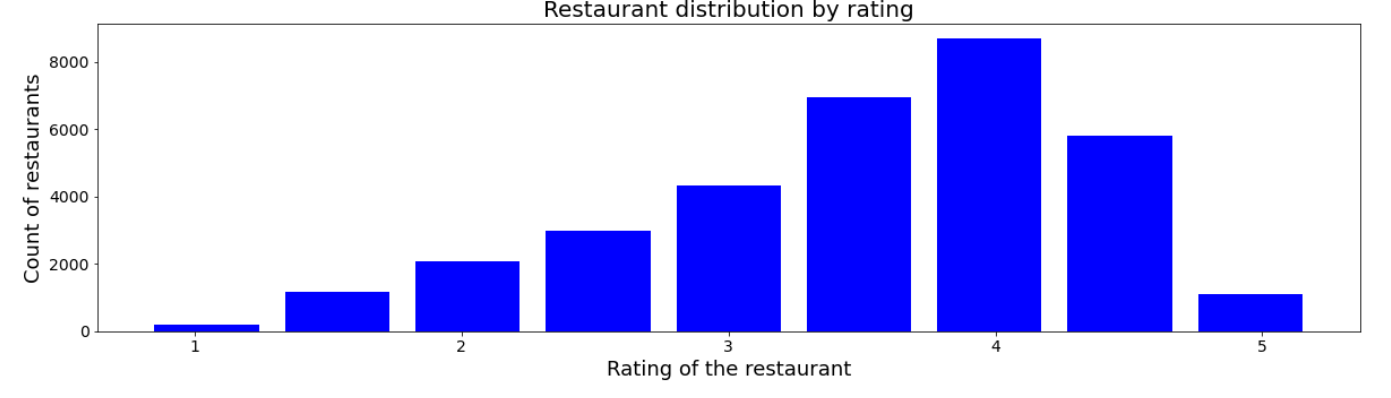 Restaurant distribution by rating
Count of restaurants
8000
6000
4000
2000
0
1 2 3 4 5
Rating of the restaurant